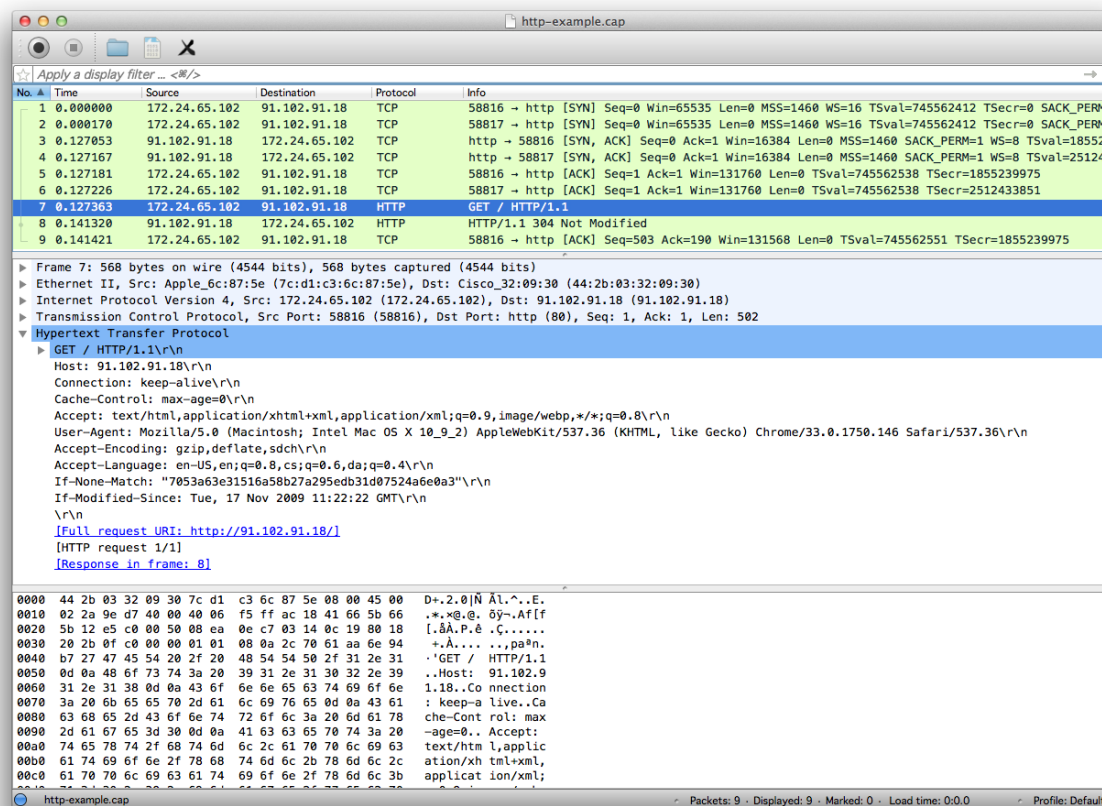 http-example.cap
Apply a display filter … <⌘/>
No. Time Source Destination Protocol Info
1 0.000000 172.24.65.102 91.102.91.18 TCP 58816 → http [SYN] Seq=0 Win=65535 Len=0 MSS=1460 WS=16 TSval=745562412 TSecr=0 SACK_PERM
2 0.000170 172.24.65.102 91.102.91.18 TCP 58817 → http [SYN] Seq=0 Win=65535 Len=0 MSS=1460 WS=16 TSval=745562412 TSecr=0 SACK_PERM
3 0.127053 91.102.91.18 172.24.65.102 TCP http → 58816 [SYN, ACK] Seq=0 Ack=1 Win=16384 Len=0 MSS=1460 SACK_PERM=1 WS=8 TSval=18552
4 0.127167 91.102.91.18 172.24.65.102 TCP http → 58817 [SYN, ACK] Seq=0 Ack=1 Win=16384 Len=0 MSS=1460 SACK_PERM=1 WS=8 TSval=25124
5 0.127181 172.24.65.102 91.102.91.18 TCP 58816 → http [ACK] Seq=1 Ack=1 Win=131760 Len=0 TSval=745562538 TSecr=1855239975
6 0.127226 172.24.65.102 91.102.91.18 TCP 58817 → http [ACK] Seq=1 Ack=1 Win=131760 Len=0 TSval=745562538 TSecr=2512433851
7 0.127363 172.24.65.102 91.102.91.18 HTTP GET / HTTP/1.1
8 0.141320 91.102.91.18 172.24.65.102 HTTP HTTP/1.1 304 Not Modified
9 0.141421 172.24.65.102 91.102.91.18 TCP 58816 → http [ACK] Seq=503 Ack=190 Win=131568 Len=0 TSval=745562551 TSecr=1855239975
Frame 7: 568 bytes on wire (4544 bits), 568 bytes captured (4544 bits)
Ethernet II, Src: Apple_6c:87:5e (7c:d1:c3:6c:87:5e), Dst: Cisco_32:09:30 (44:2b:03:32:09:30)
Internet Protocol Version 4, Src: 172.24.65.102 (172.24.65.102), Dst: 91.102.91.18 (91.102.91.18)
Transmission Control Protocol, Src Port: 58816 (58816), Dst Port: http (80), Seq: 1, Ack: 1, Len: 502
Hypertext Transfer Protocol
GET / HTTP/1.1\r\n
Host: 91.102.91.18\r\n
Connection: keep-alive\r\n
Cache-Control: max-age=0\r\n
Accept: text/html,application/xhtml+xml,application/xml;q=0.9,image/webp,*/*;q=0.8\r\n
User-Agent: Mozilla/5.0 (Macintosh; Intel Mac OS X 10_9_2) AppleWebKit/537.36 (KHTML, like Gecko) Chrome/33.0.1750.146 Safari/537.36\r\n
Accept-Encoding: gzip,deflate,sdch\r\n
Accept-Language: en-US,en;q=0.8,cs;q=0.6,da;q=0.4\r\n
If-None-Match: "7053a63e31516a58b27a295edb31d07524a6e0a3"\r\n
If-Modified-Since: Tue, 17 Nov 2009 11:22:22 GMT\r\n
\r\n
[Full request URI: http://91.102.91.18/]
[HTTP request 1/1]
[Response in frame: 8]
0000 44 2b 03 32 09 30 7c d1 c3 6c 87 5e 08 00 45 00 D+.2.0|Ñ Ãl.^..E.
0010 02 2a 9e d7 40 00 40 06 f5 ff ac 18 41 66 5b 66 .*.×@.@. õÿ¬.Af[f
0020 5b 12 e5 c0 00 50 08 ea 0e c7 03 14 0c 19 80 18 [.åÀ.P.ê .Ç......
0030 20 2b 0f c0 00 00 01 01 08 0a 2c 70 61 aa 6e 94 +.À.... ..,paªn.
0040 b7 27 47 45 54 20 2f 20 48 54 54 50 2f 31 2e 31 ·'GET / HTTP/1.1
0050 0d 0a 48 6f 73 74 3a 20 39 31 2e 31 30 32 2e 39 ..Host: 91.102.9
0060 31 2e 31 38 0d 0a 43 6f 6e 6e 65 63 74 69 6f 6e 1.18..Co nnection
0070 3a 20 6b 65 65 70 2d 61 6c 69 76 65 0d 0a 43 61 : keep-a live..Ca
0080 63 68 65 2d 43 6f 6e 74 72 6f 6c 3a 20 6d 61 78 che-Cont rol: max
0090 2d 61 67 65 3d 30 0d 0a 41 63 63 65 70 74 3a 20 -age=0.. Accept:
00a0 74 65 78 74 2f 68 74 6d 6c 2c 61 70 70 6c 69 63 text/htm l,applic
00b0 61 74 69 6f 6e 2f 78 68 74 6d 6c 2b 78 6d 6c 2c ation/xh tml+xml,
00c0 61 70 70 6c 69 63 61 74 69 6f 6e 2f 78 6d 6c 3b applicat ion/xml;
http-example.cap Packets: 9 · Displayed: 9 · Marked: 0 · Load time: 0:0.0 Profile: Default